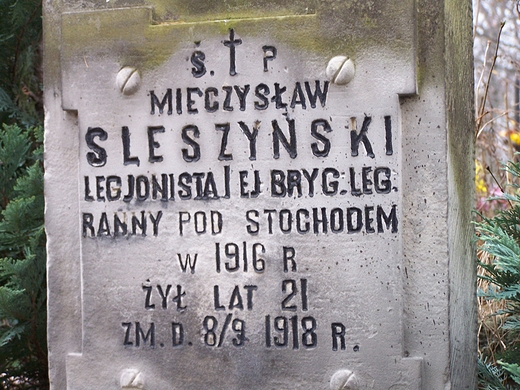 Ś. † P
MIECZYSŁAW
SLESZYŃSKI
LEGJONISTA I EJ BRYG. LEG.
RANNY POD STOCHODEM
W 1916 R
ŻYŁ LAT 21
ZM. D. 8/9 1918 R.